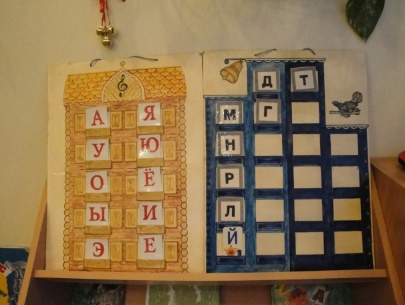 А Я
У Ю
О Ё
Ы И
Э Е
Д Т
М Г
Н
Р
Л
Й